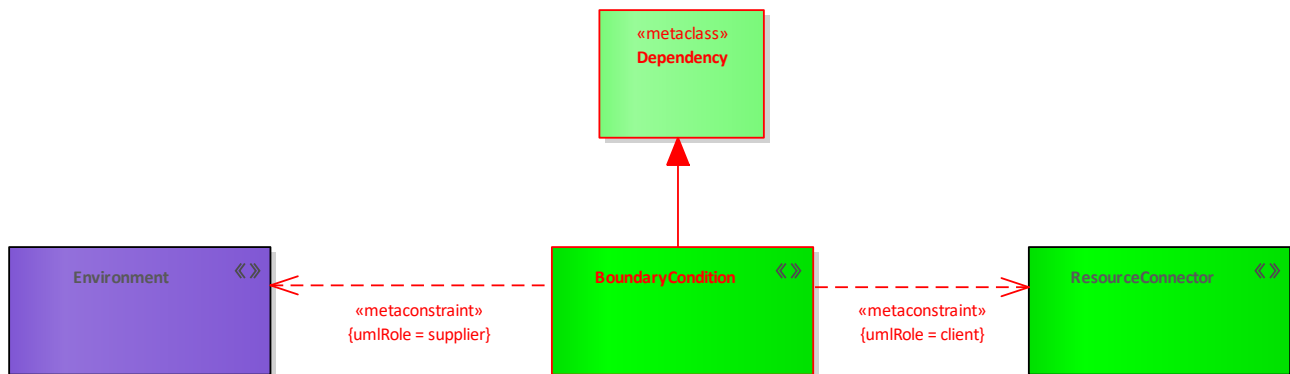 «metaclass»
Dependency
Environment
«»
BoundaryCondition
«»
ResourceConnector
«»
«metaconstraint»
{umlRole = supplier}
«metaconstraint»
{umlRole = client}